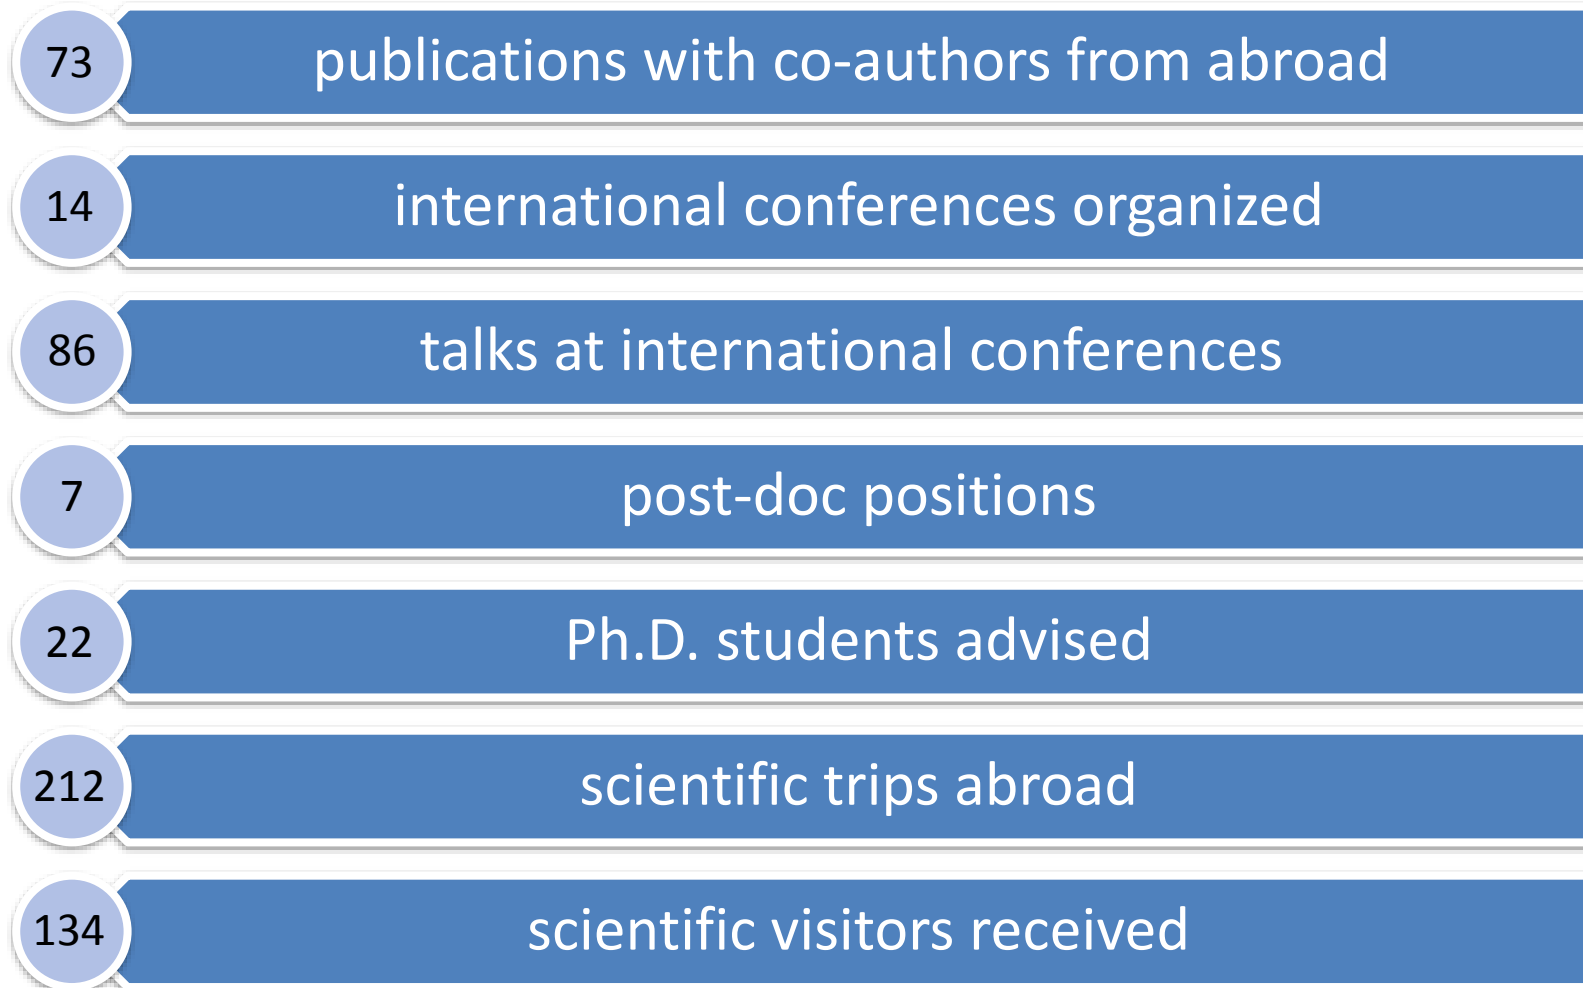 73 publications with co-authors from abroad
14 international conferences organized
86 talks at international conferences
7 post-doc positions
22 Ph.D. students advised
212 scientific trips abroad
134 scientific visitors received